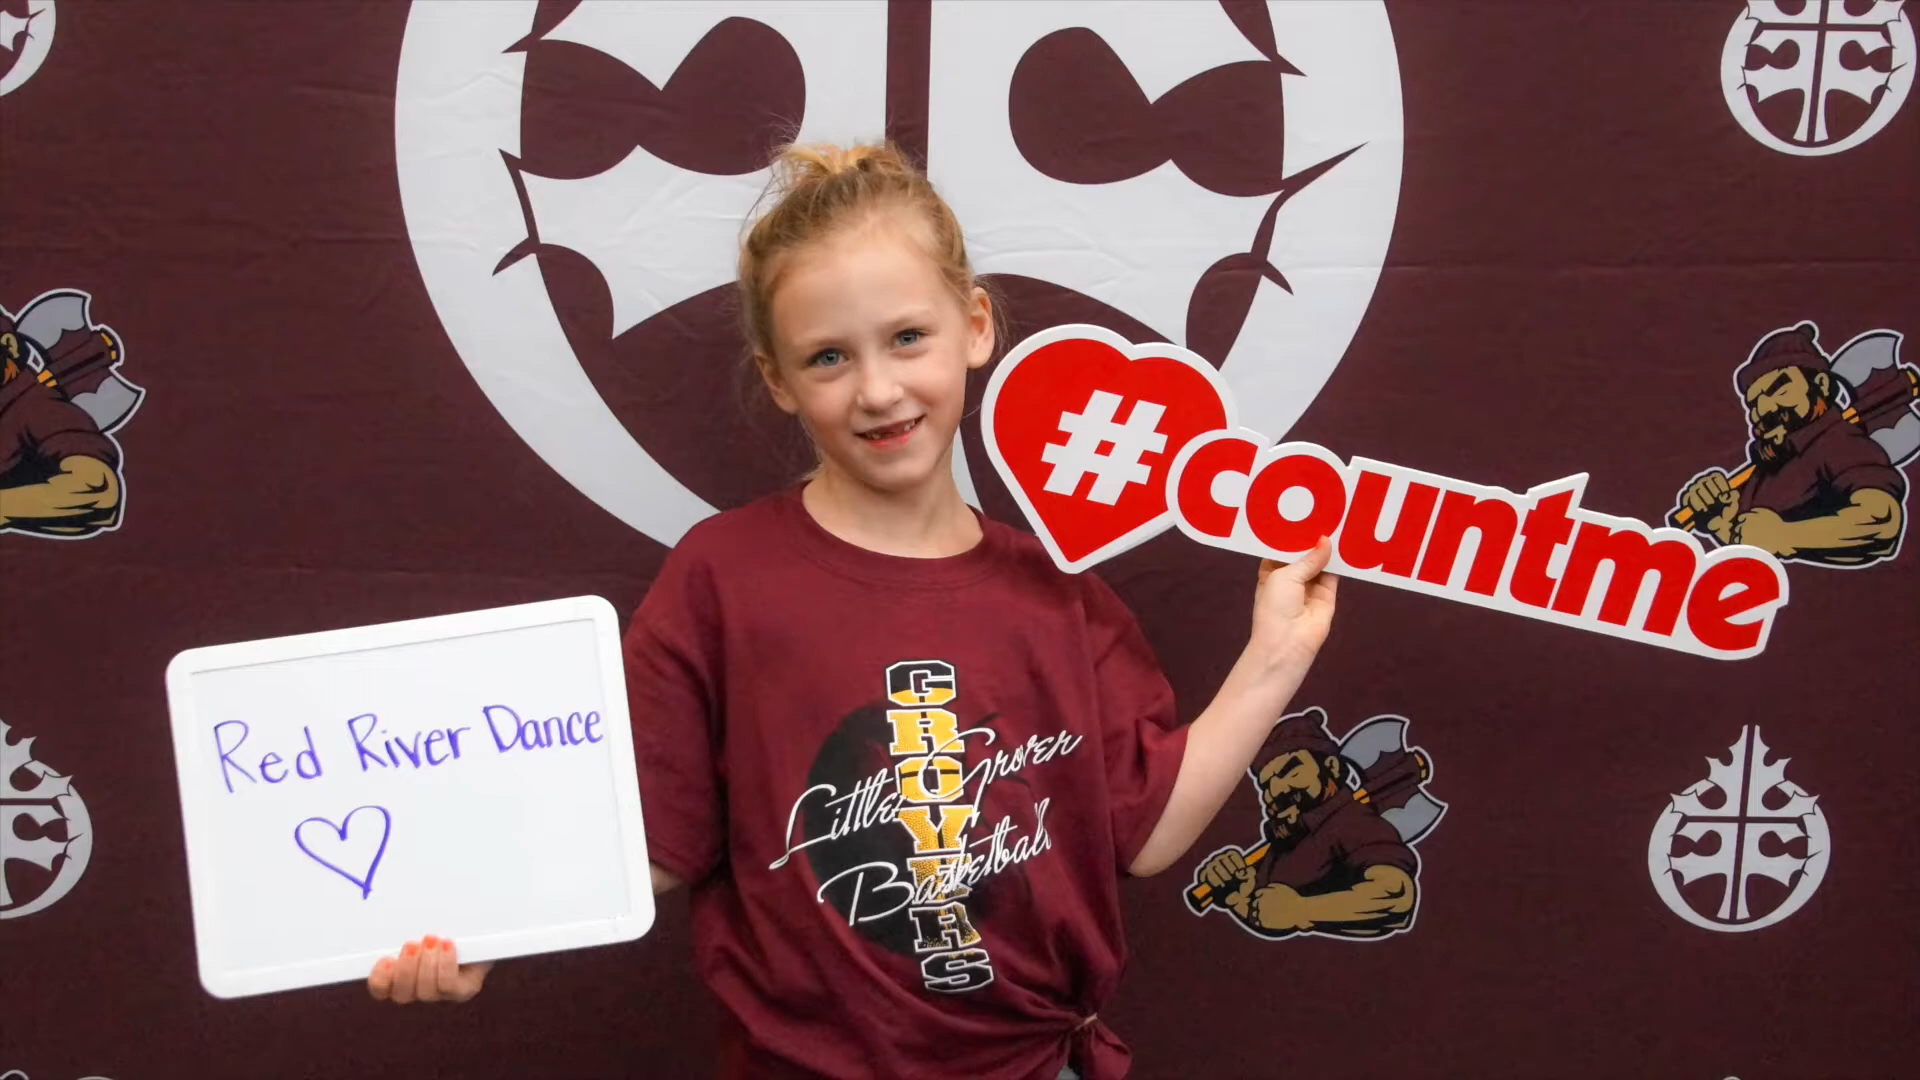 #countme
Red River Dance
GROVERS
Little Grover
Basketball